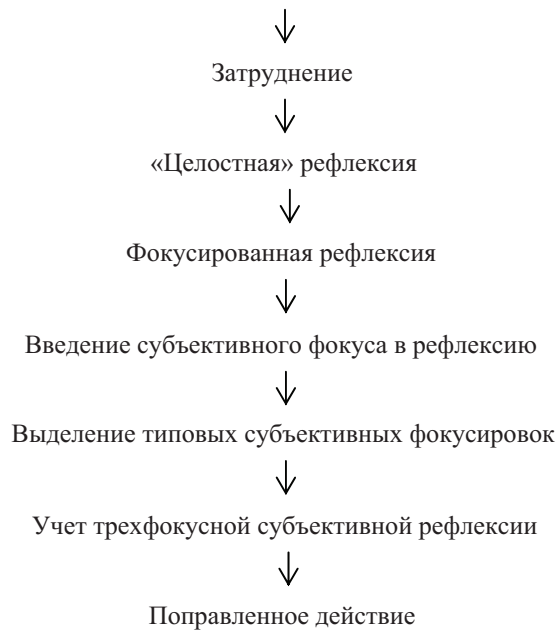 Затруднение
«Целостная» рефлексия
Фокусированная рефлексия
Введение субъективного фокуса в рефлексию
Выделение типовых субъективных фокусировок
Учет трехфокусной субъективной рефлексии
Поправленное действие